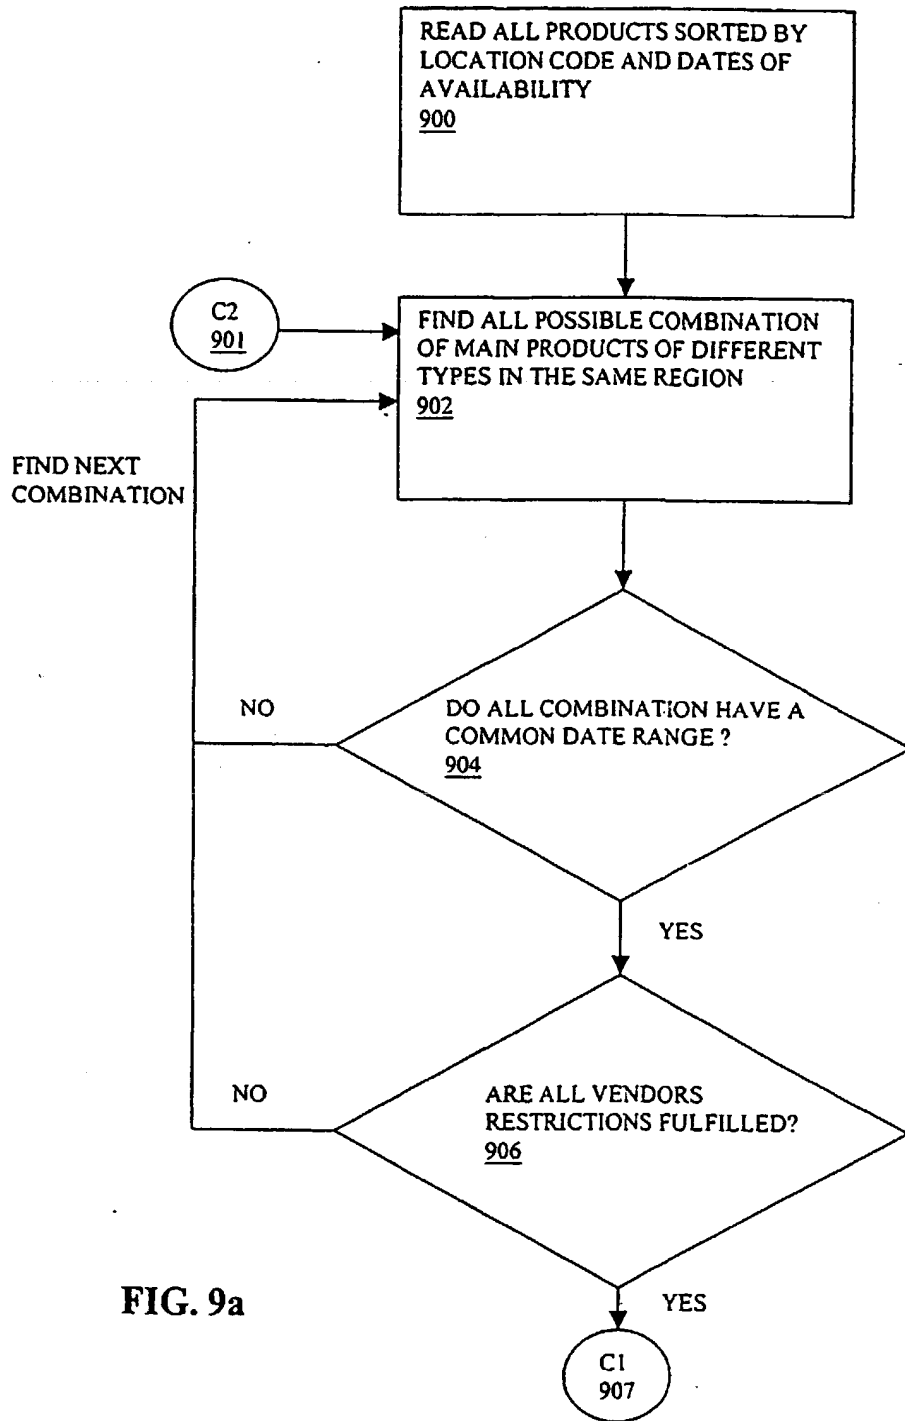 READ ALL PRODUCTS SORTED BY
LOCATION CODE AND DATES OF
AVAILABILITY
900
C2
901
FIND ALL POSSIBLE COMBINATION
OF MAIN PRODUCTS OF DIFFERENT
TYPES IN THE SAME REGION
902
FIND NEXT
COMBINATION
NO
DO ALL COMBINATION HAVE A
COMMON DATE RANGE ?
904
YES
NO
ARE ALL VENDORS
RESTRICTIONS FULFILLED?
906
YES
FIG. 9a
C1
907